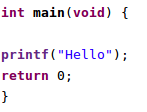 int main(void) {
printf("Hello");
return 0;
}